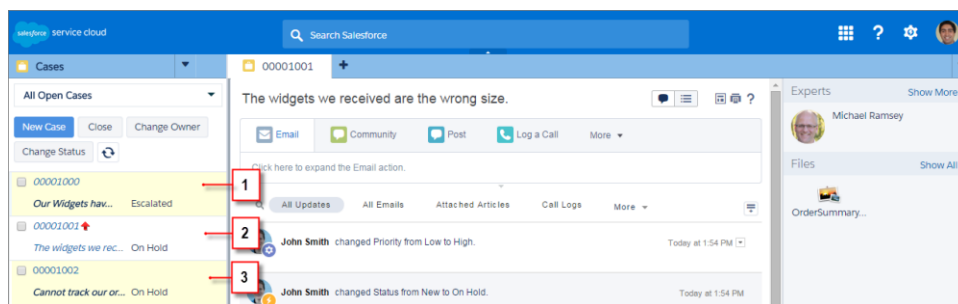 salesforce service cloud
Search Salesforce
Cases
00001001
All Open Cases
New Case Close Change Owner
Change Status
00001000
Our Widgets hav... Escalated
00001001
The widgets we rec... On Hold
00001002
Cannot track our or... On Hold
1
2
3
The widgets we received are the wrong size.
Email Community Post Log a Call More
Click here to expand the Email action.
All Updates All Emails Attached Articles Call Logs More
John Smith changed Priority from Low to High. Today at 1:54 PM
John Smith changed Status from New to On Hold. Today at 1:54 PM
Experts Show More
Michael Ramsey
Files Show All
OrderSummary...